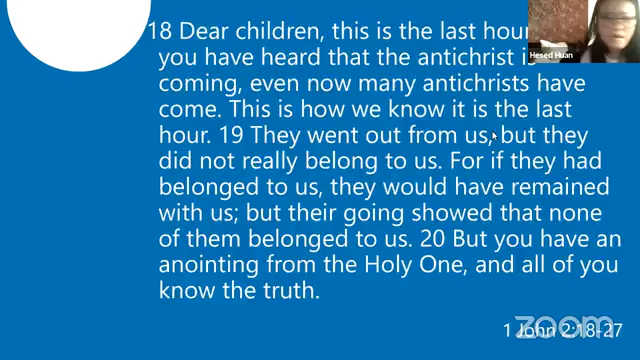 18 Dear children, this is the last hour
you have heard that the antichrist is
coming, even now many antichrists have
come. This is how we know it is the last
hour. 19 They went out from us, but they
did not really belong to us. For if they had
belonged to us, they would have remained
with us; but their going showed that none
of them belonged to us. 20 But you have an
anointing from the Holy One, and all of you
know the truth.
1 John 2:18-27
zoom
Hesed Huan